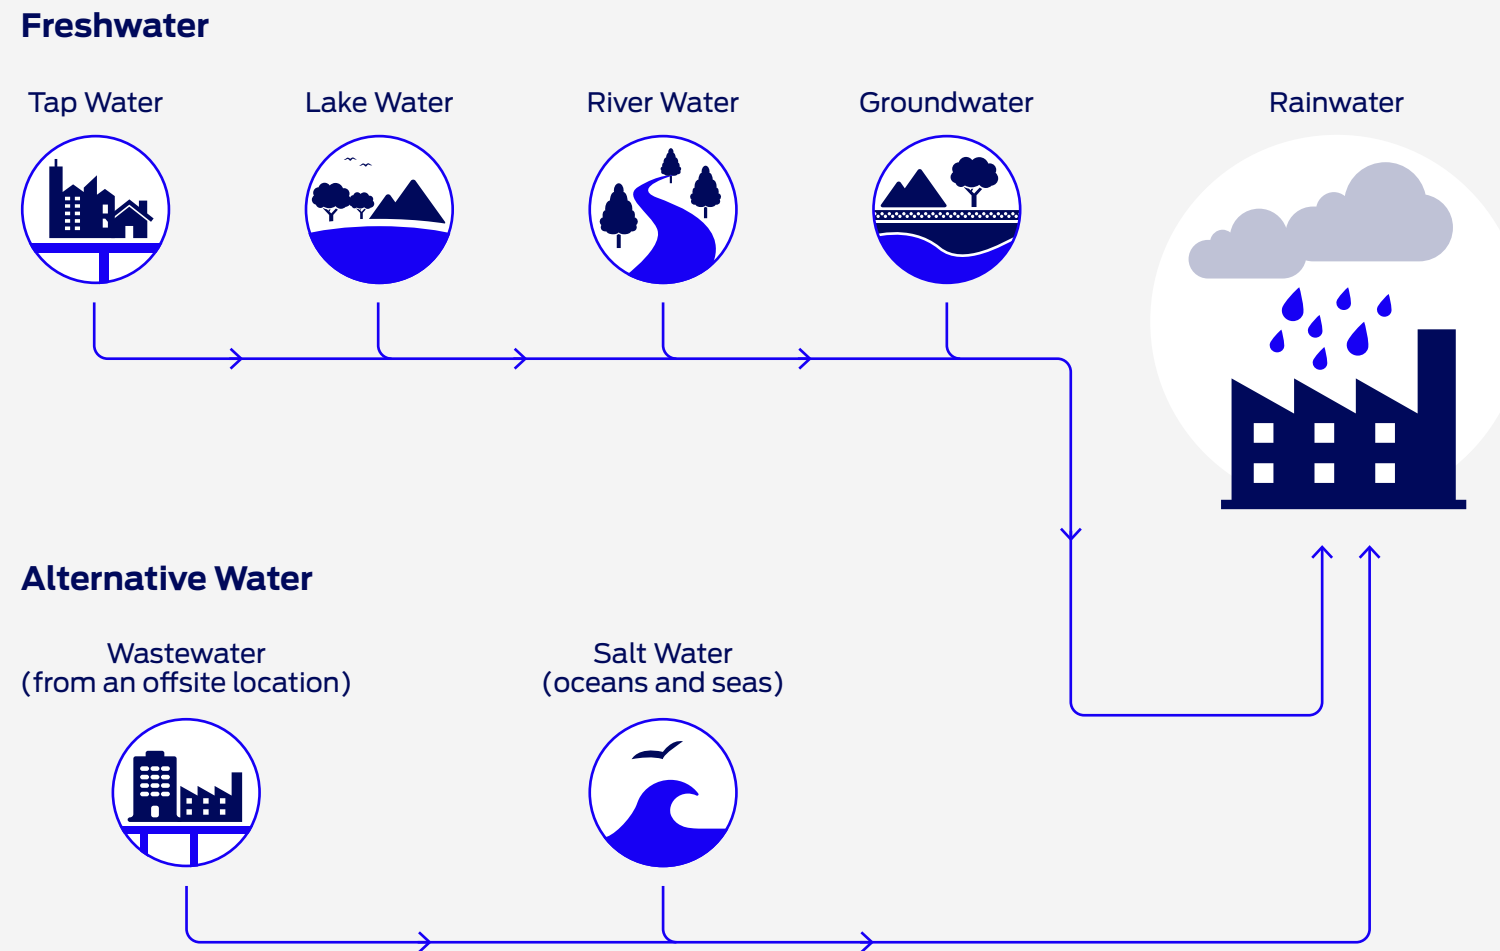 Freshwater
Tap Water
Lake Water
River Water
Groundwater
Rainwater
Alternative Water
Wastewater
(from an offsite location)
Salt Water
(oceans and seas)